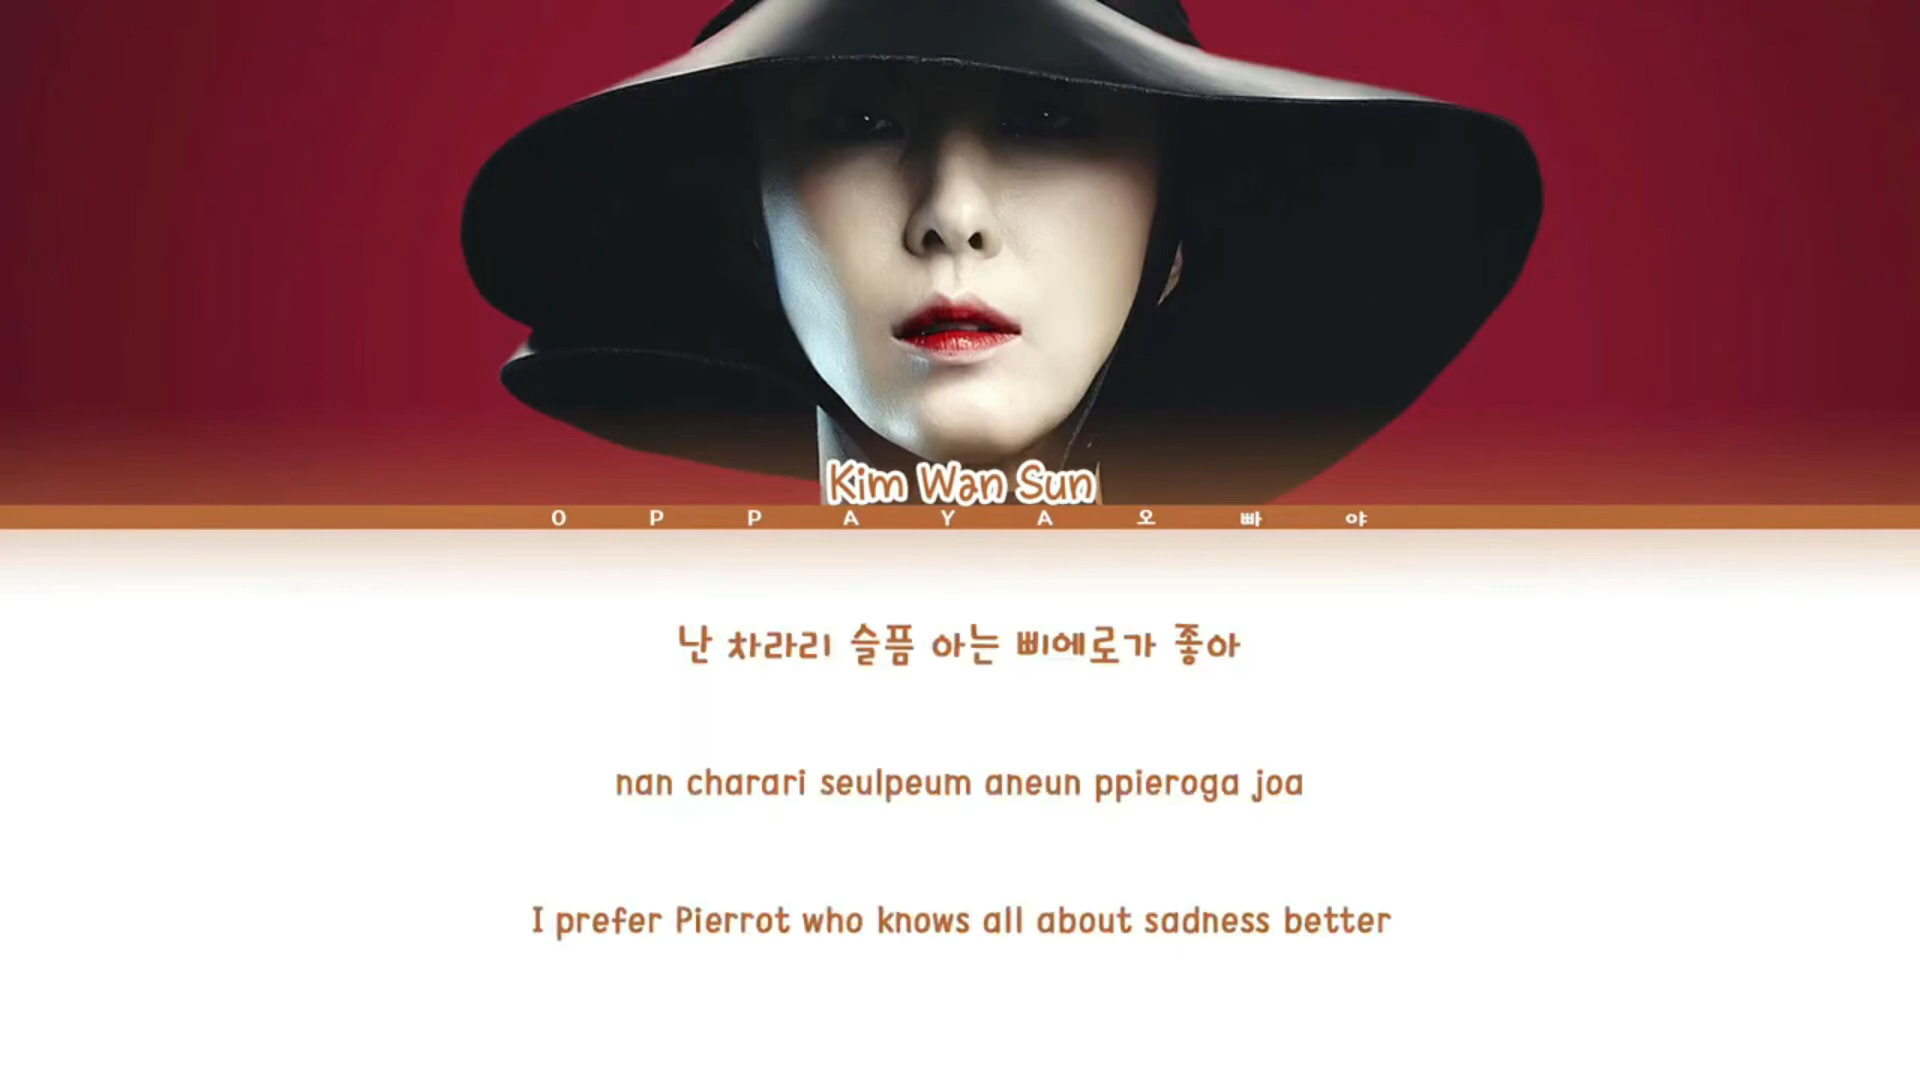 Kim Wan Sun
O P P A Y A 오 빠 야
난 차라리 슬픔 아는 삐에로가 좋아
nan charari seulpeum aneun ppieroga joa
I prefer Pierrot who knows all about sadness better